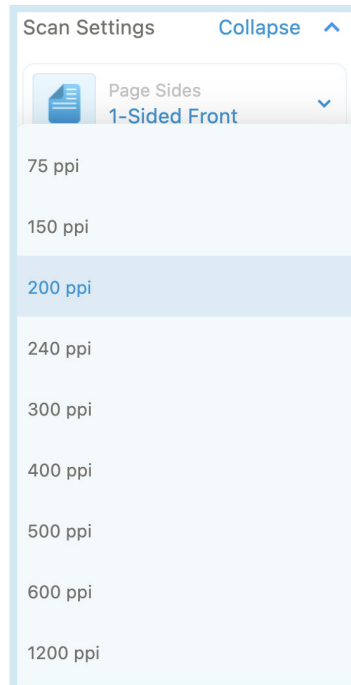 Scan Settings Collapse
Page Sides
1-Sided Front
75 ppi
150 ppi
200 ppi
240 ppi
300 ppi
400 ppi
500 ppi
600 ppi
1200 ppi